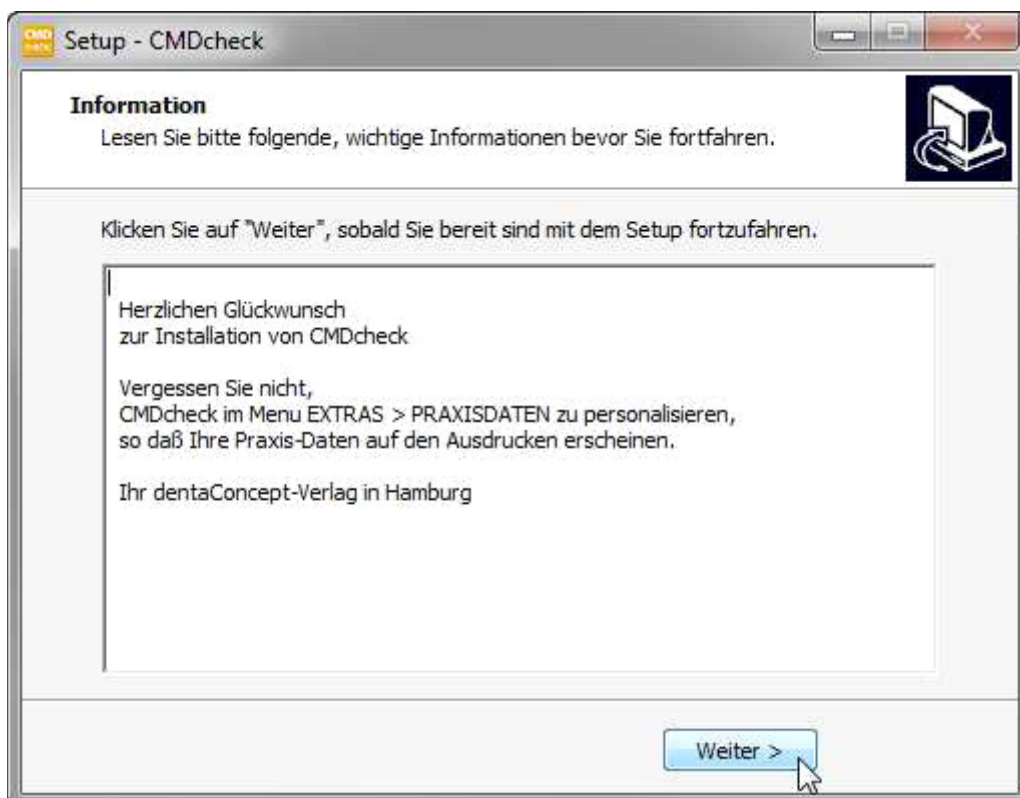 Setup - CMDcheck
Information
Lesen Sie bitte folgende, wichtige Informationen bevor Sie fortfahren.
Klicken Sie auf "Weiter", sobald Sie bereit sind mit dem Setup fortzufahren.
Herzlichen Glückwunsch
zur Installation von CMDcheck
Vergessen Sie nicht,
CMDcheck im Menu EXTRAS > PRAXISDATEN zu personalisieren,
so daß Ihre Praxis-Daten auf den Ausdrucken erscheinen.
Ihr dentaConcept-Verlag in Hamburg
Weiter >